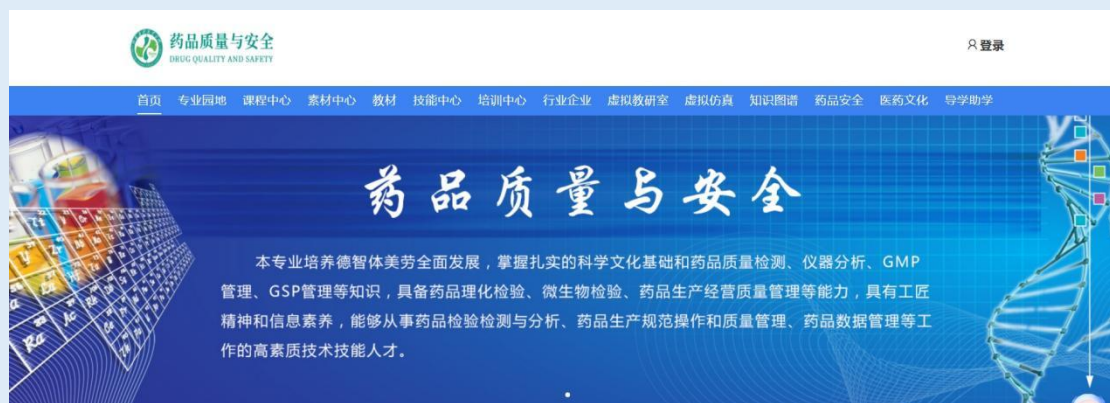 药品质量与安全
DRUG QUALITY AND SAFETY
登录
首页 专业园地 课程中心 素材中心 教材 技能中心 培训中心 行业企业 虚拟教研室 虚拟仿真 知识图谱 药品安全 医药文化 导学助学
药品质量与安全
本专业培养德智体美劳全面发展，掌握扎实的科学文化基础和药品质量检测、仪器分析、GMP
管理、GSP管理等知识，具备药品理化检验、微生物检验、药品生产经营质量管理等能力，具有工匠
精神和信息素养，能够从事药品检验检测与分析、药品生产规范操作和质量管理、药品数据管理等工
作的高素质技术技能人才。
Ra
Ac